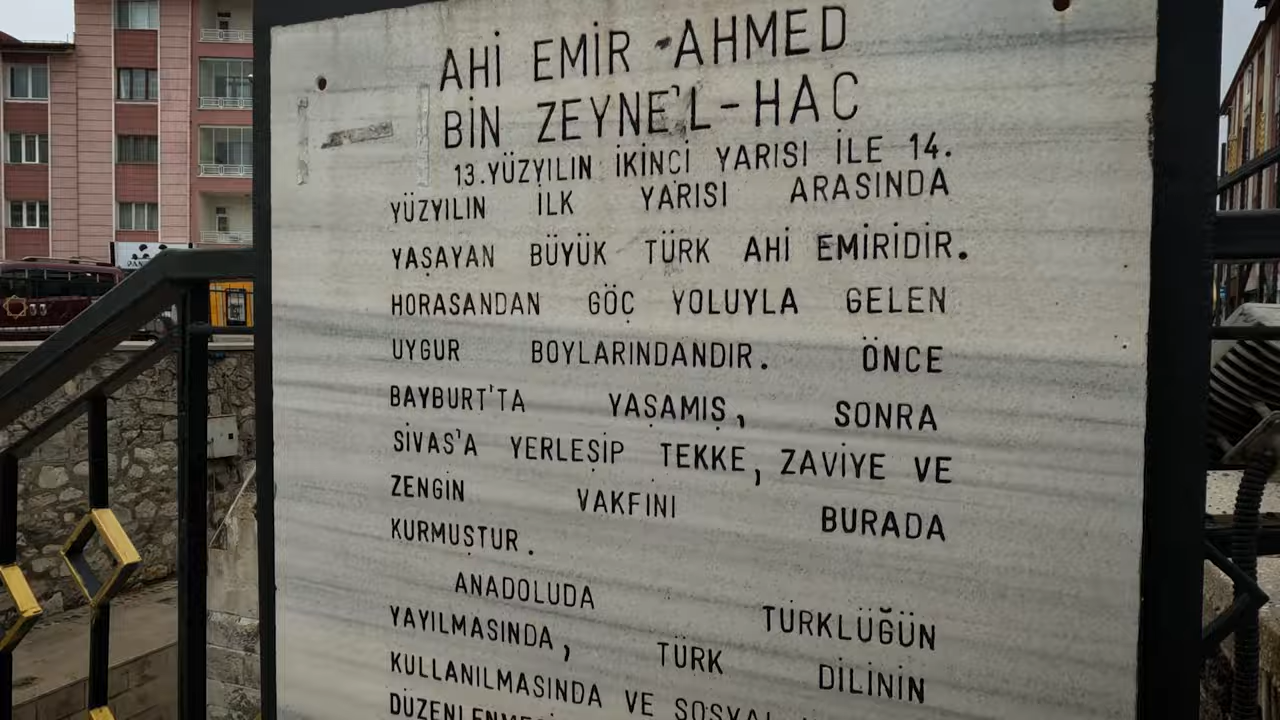 AHİ EMİR AHMED
BİN ZEYNE'L-HAC
13.YÜZYILIN İKİNCİ YARISI İLE 14.
YÜZYILIN İLK YARISI ARASINDA
YAŞAYAN BÜYÜK TÜRK AHİ EMİRİDİR.
HORASANDAN GÖÇ YOLUYLA GELEN
UYGUR BOYLARINDANDIR. ÖNCE
BAYBURT'TA YAŞAMIŞ, SONRA
SİVAS'A YERLEŞİP TEKKE, ZAVİYE VE
ZENGİN VAKFINI BURADA
KURMUŞTUR.
ANADOLUDA TÜRKLÜĞÜN
YAYILMASINDA, TÜRK DİLİNİN
KULLANILMASINDA VE